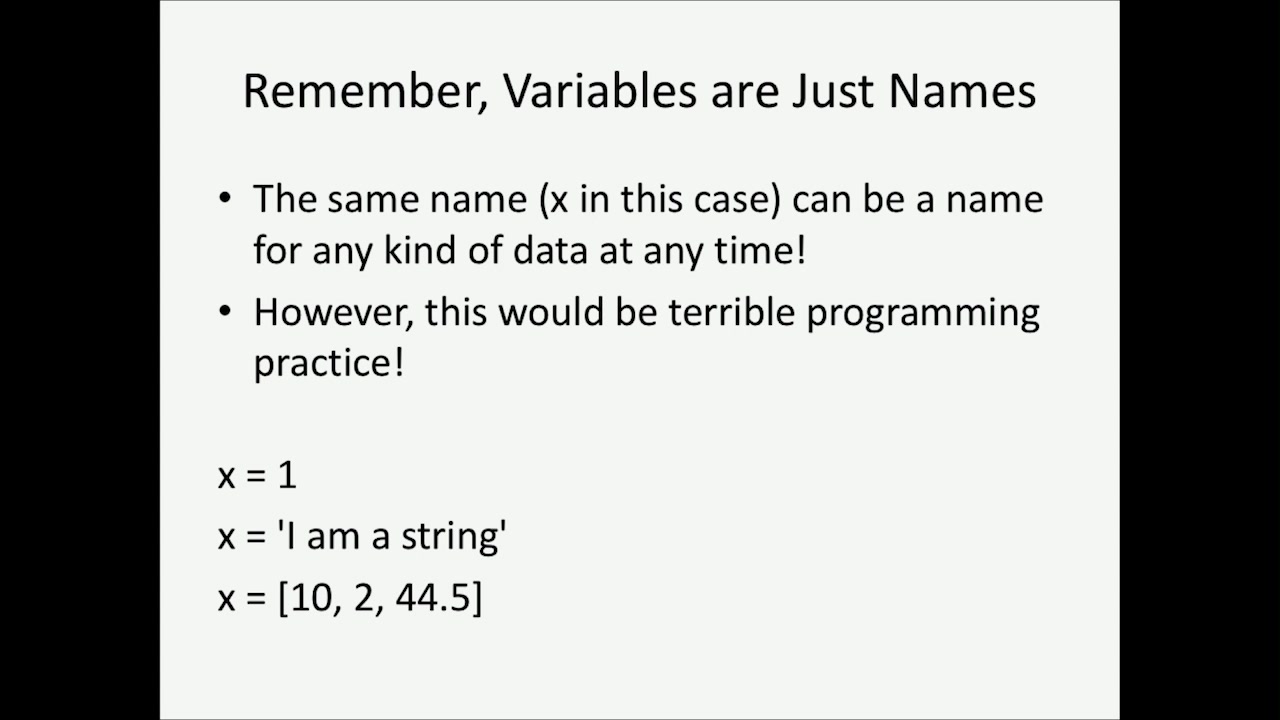 Remember, Variables are Just Names
• The same name (x in this case) can be a name
for any kind of data at any time!
• However, this would be terrible programming
practice!
x = 1
x = 'I am a string'
x = [10, 2, 44.5]